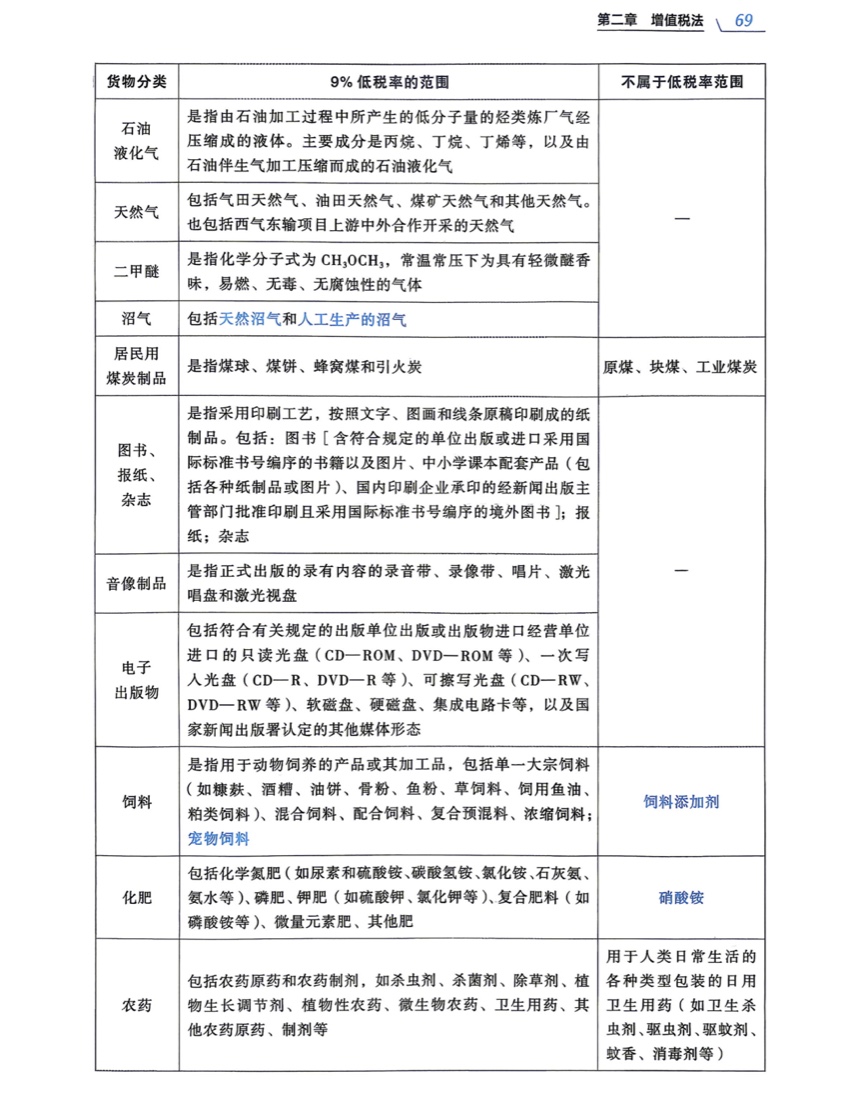 第二章 增值税法 69
货物分类 9% 低税率的范围 不属于低税率范围
石油
液化气
是指由石油加工过程中所产生的低分子量的烃类炼厂气经
压缩成的液体。主要成分是丙烷、丁烷、丁烯等，以及由
石油伴生气加工压缩而成的石油液化气
天然气
包括气田天然气、油田天然气、煤矿天然气和其他天然气。
也包括西气东输项目上游中外合作开采的天然气
—
二甲醚
是指化学分子式为 CH₃OCH₃，常温常压下为具有轻微醚香
味，易燃、无毒、无腐蚀性的气体
沼气 包括天然沼气和人工生产的沼气
居民用
煤炭制品
是指煤球、煤饼、蜂窝煤和引火炭
原煤、块煤、工业煤炭
图书、
报纸、
杂志
是指采用印刷工艺，按照文字、图画和线条原稿印刷成的纸
制品。包括：图书［含符合规定的单位出版或进口采用国
际标准书号编序的书籍以及图片、中小学课本配套产品（包
括各种纸制品或图片）、国内印刷企业承印的经新闻出版主
管部门批准印刷且采用国际标准书号编序的境外图书］；报
纸；杂志
音像制品
是指正式出版的录有内容的录音带、录像带、唱片、激光
唱盘和激光视盘
—
电子
出版物
包括符合有关规定的出版单位出版或出版物进口经营单位
进口的只读光盘（CD—ROM、DVD—ROM 等）、一次写
入光盘（CD—R、DVD—R 等）、可擦写光盘（CD—RW、
DVD—RW 等）、软磁盘、硬磁盘、集成电路卡等，以及国
家新闻出版署认定的其他媒体形态
饲料
是指用于动物饲养的产品或其加工品，包括单一大宗饲料
（如糠麸、酒糟、油饼、骨粉、鱼粉、草饲料、饲用鱼油、
粕类饲料）、混合饲料、配合饲料、复合预混料、浓缩饲料；
宠物饲料
饲料添加剂
化肥
包括化学氮肥（如尿素和硫酸铵、碳酸氢铵、氯化铵、石灰氨、
氨水等）、磷肥、钾肥（如硫酸钾、氯化钾等）、复合肥料（如
磷酸铵等）、微量元素肥、其他肥
硝酸铵
农药
包括农药原药和农药制剂，如杀虫剂、杀菌剂、除草剂、植
物生长调节剂、植物性农药、微生物农药、卫生用药、其
他农药原药、制剂等
用于人类日常生活的
各种类型包装的日用
卫生用药（如卫生杀
虫剂、驱虫剂、驱蚊剂、
蚊香、消毒剂等）